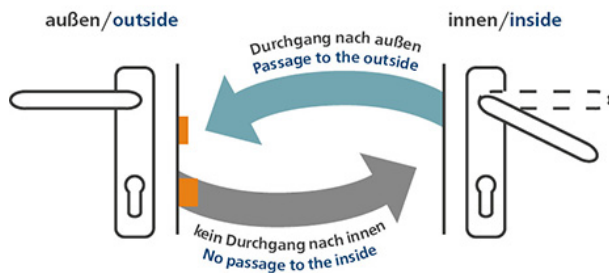 außen/outside
innen/inside
Durchgang nach außen
Passage to the outside
kein Durchgang nach innen
No passage to the inside